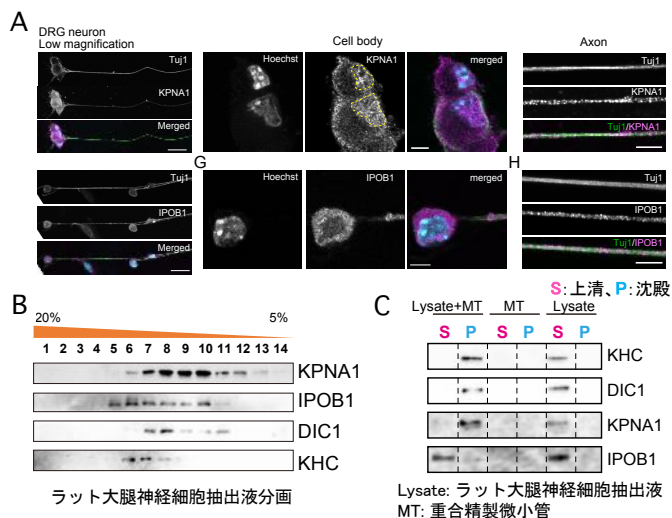 A
DRG neuron
Low magnification
Cell body
Axon
Tuj1
KPNA1
Merged
Hoechst
KPNA1
merged
Tuj1
KPNA1
Tuj1/KPNA1
G
H
Tuj1
IPOB1
Merged
Hoechst
IPOB1
merged
Tuj1
IPOB1
Tuj1/IPOB1
B
20%
5%
1 2 3 4 5 6 7 8 9 10 11 12 13 14
KPNA1
IPOB1
DIC1
KHC
ラット大腿神経細胞抽出液分画
S:上清、P:沈殿
C
Lysate+MT MT Lysate
S P S P S P
KHC
DIC1
KPNA1
IPOB1
Lysate: ラット大腿神経細胞抽出液
MT: 重合精製微小管